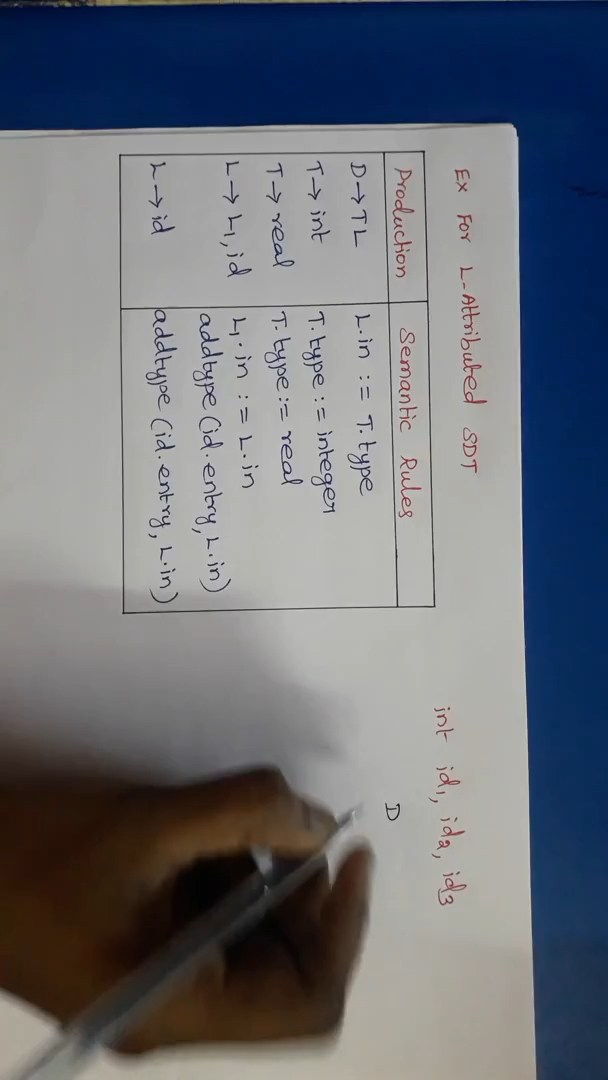 Ex For L-Attributed SDT
Production Semantic Rules
D→TL L.in := T.type
T→int T.type := integer
T→real T.type := real
L→L1, id L1.in := L.in
addtype (id.entry, L.in)
L→id addtype (id.entry, L.in)
int id1, id2, id3
D